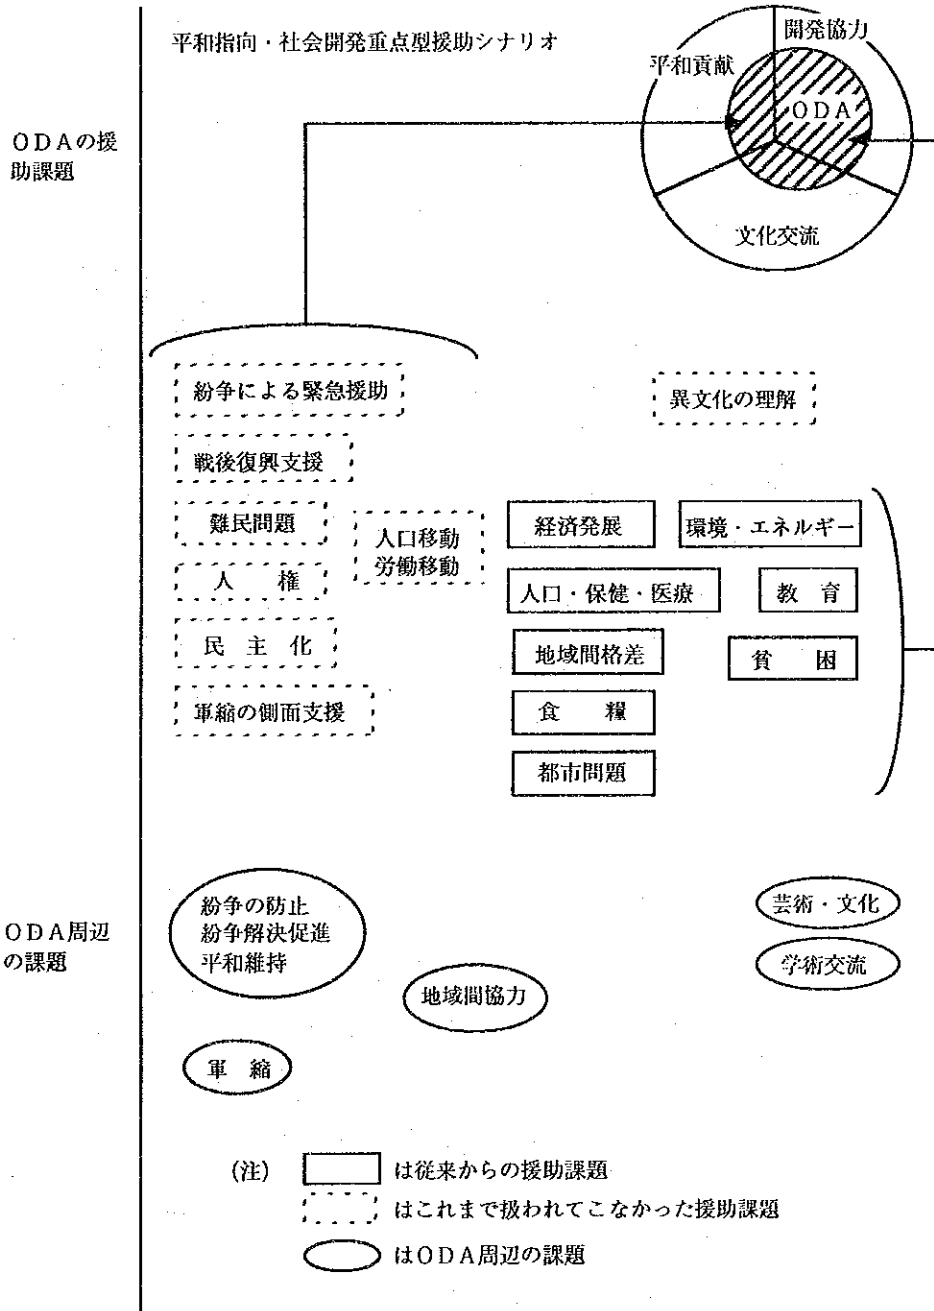 平和指向・社会開発重点型援助シナリオ
開発協力
平和貢献
ODA
文化交流
ODAの援
助課題
紛争による緊急援助
異文化の理解
戦後復興支援
難民問題
人口移動
労働移動
経済発展
環境・エネルギー
人権
人口・保健・医療
教育
民主化
地域間格差
貧困
軍縮の側面支援
食糧
都市問題
ODA周辺
の課題
紛争の防止
紛争解決促進
平和維持
芸術・文化
学術交流
地域間協力
軍縮
(注)
は従来からの援助課題
はこれまで扱われてこなかった援助課題
はODA周辺の課題